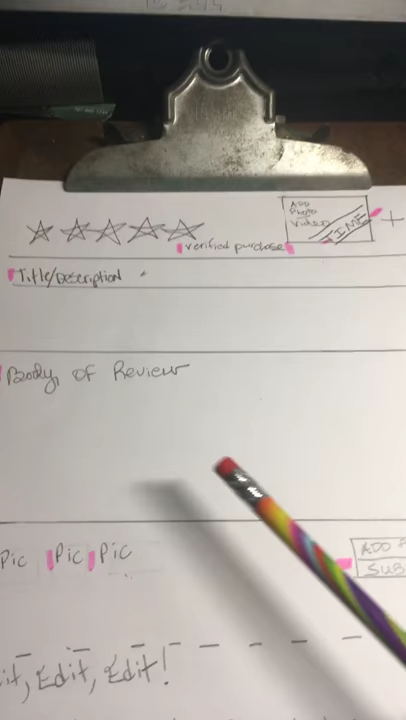 ADD
Photo
Video
TIME
verified purchase
Title/Description
Body of Review
Pic Pic Pic
ADD
SUB
Edit, Edit!